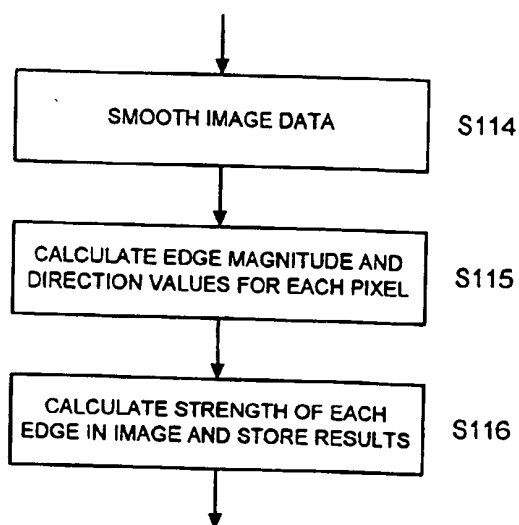 SMOOTH IMAGE DATA
S114
CALCULATE EDGE MAGNITUDE AND
DIRECTION VALUES FOR EACH PIXEL
S115
CALCULATE STRENGTH OF EACH
EDGE IN IMAGE AND STORE RESULTS
S116